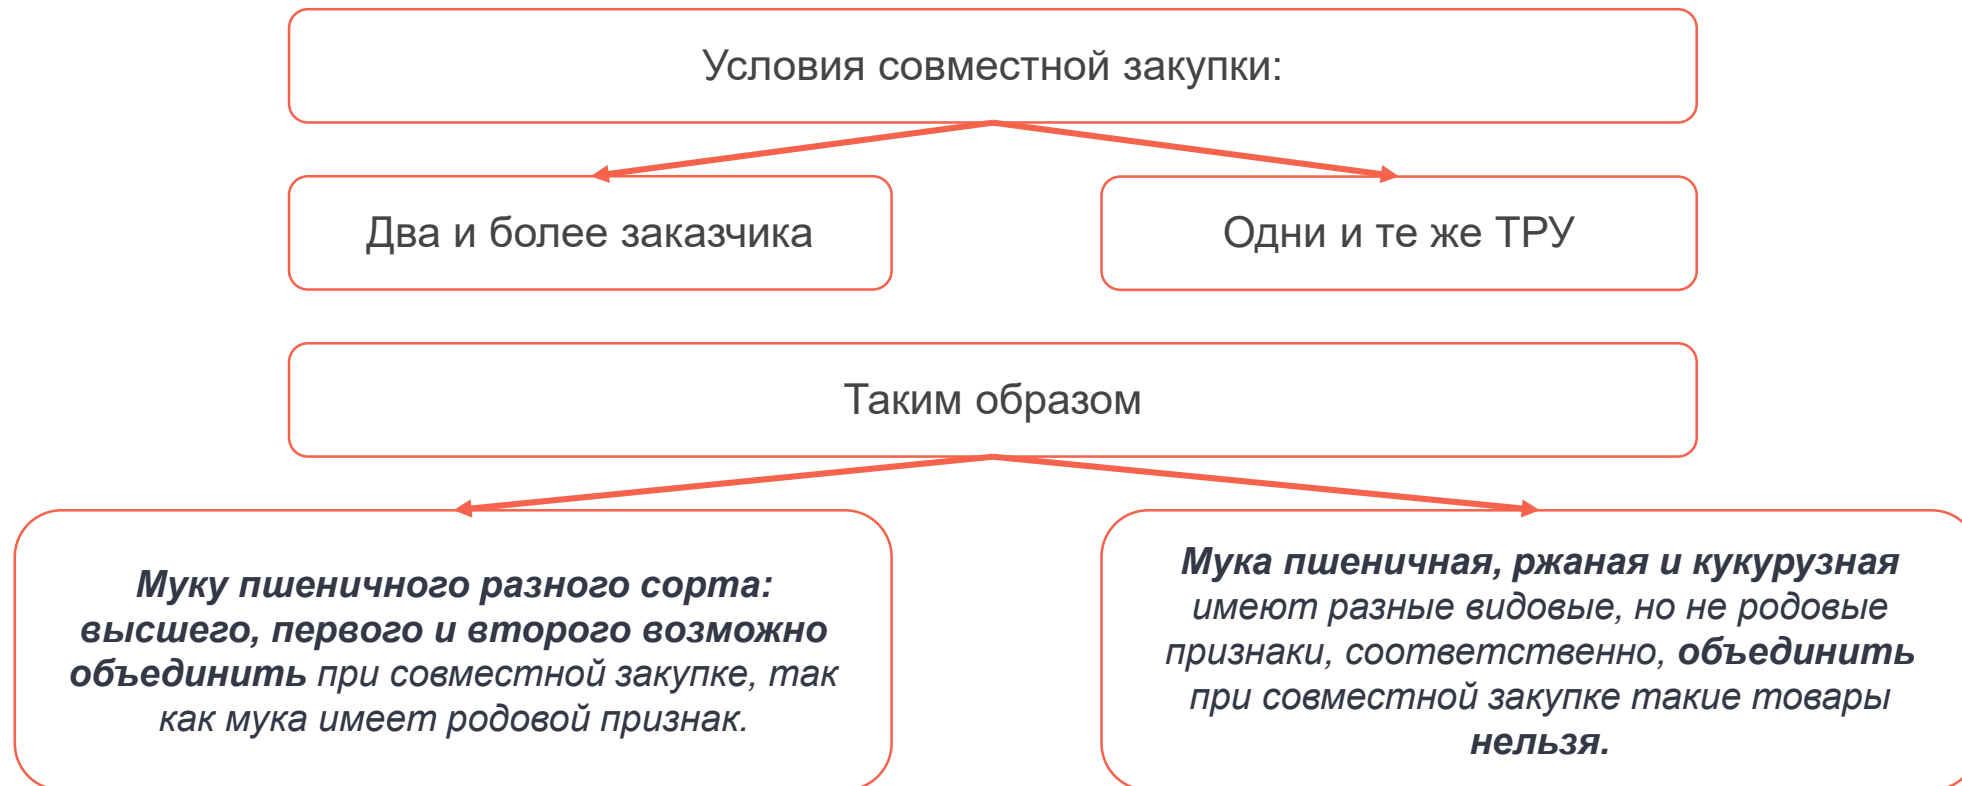 Условия совместной закупки:
Два и более заказчика
Одни и те же ТРУ
Таким образом
Муку пшеничного разного сорта:
высшего, первого и второго возможно
объединить при совместной закупке, так
как мука имеет родовой признак.
Мука пшеничная, ржаная и кукурузная
имеют разные видовые, но не родовые
признаки, соответственно, объединить
при совместной закупке такие товары
нельзя.